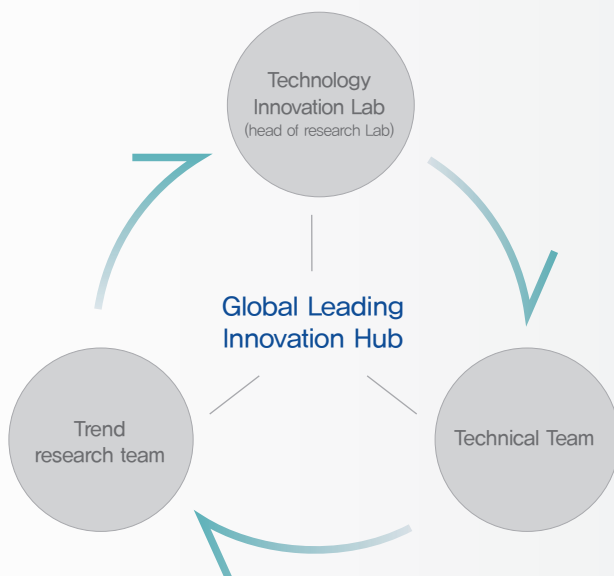 Technology
Innovation Lab
(head of research Lab)
Global Leading
Innovation Hub
Trend
research team
Technical Team